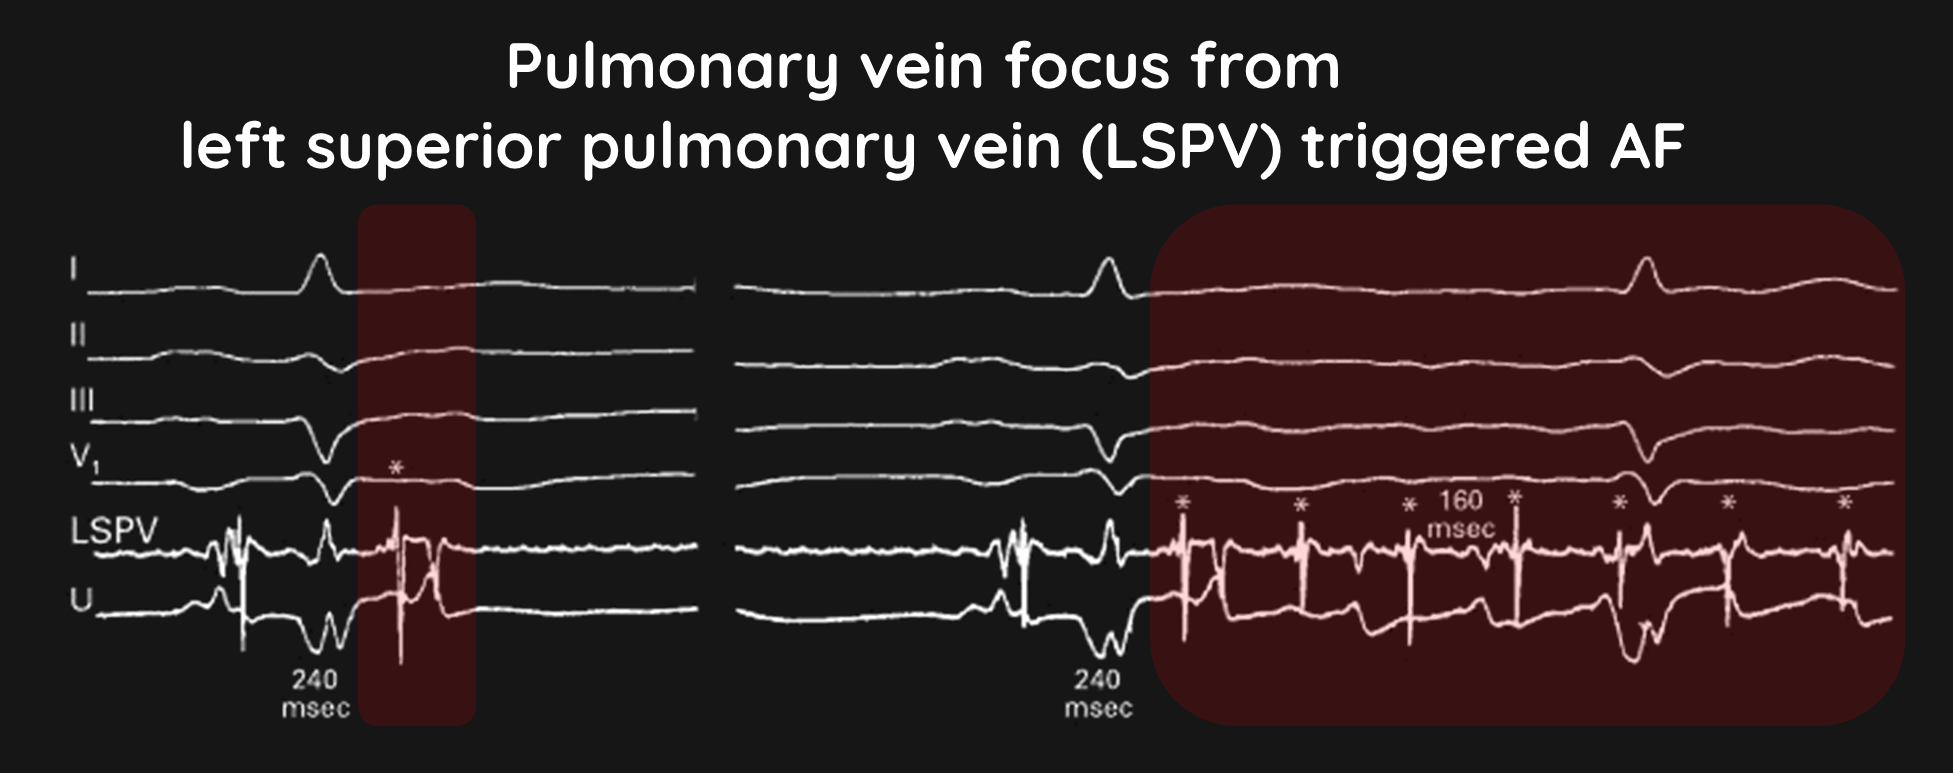 Pulmonary vein focus from
left superior pulmonary vein (LSPV) triggered AF
I
II
III
V1
*
LSPV
* * * 160 msec * * * *
U
240 msec
240 msec